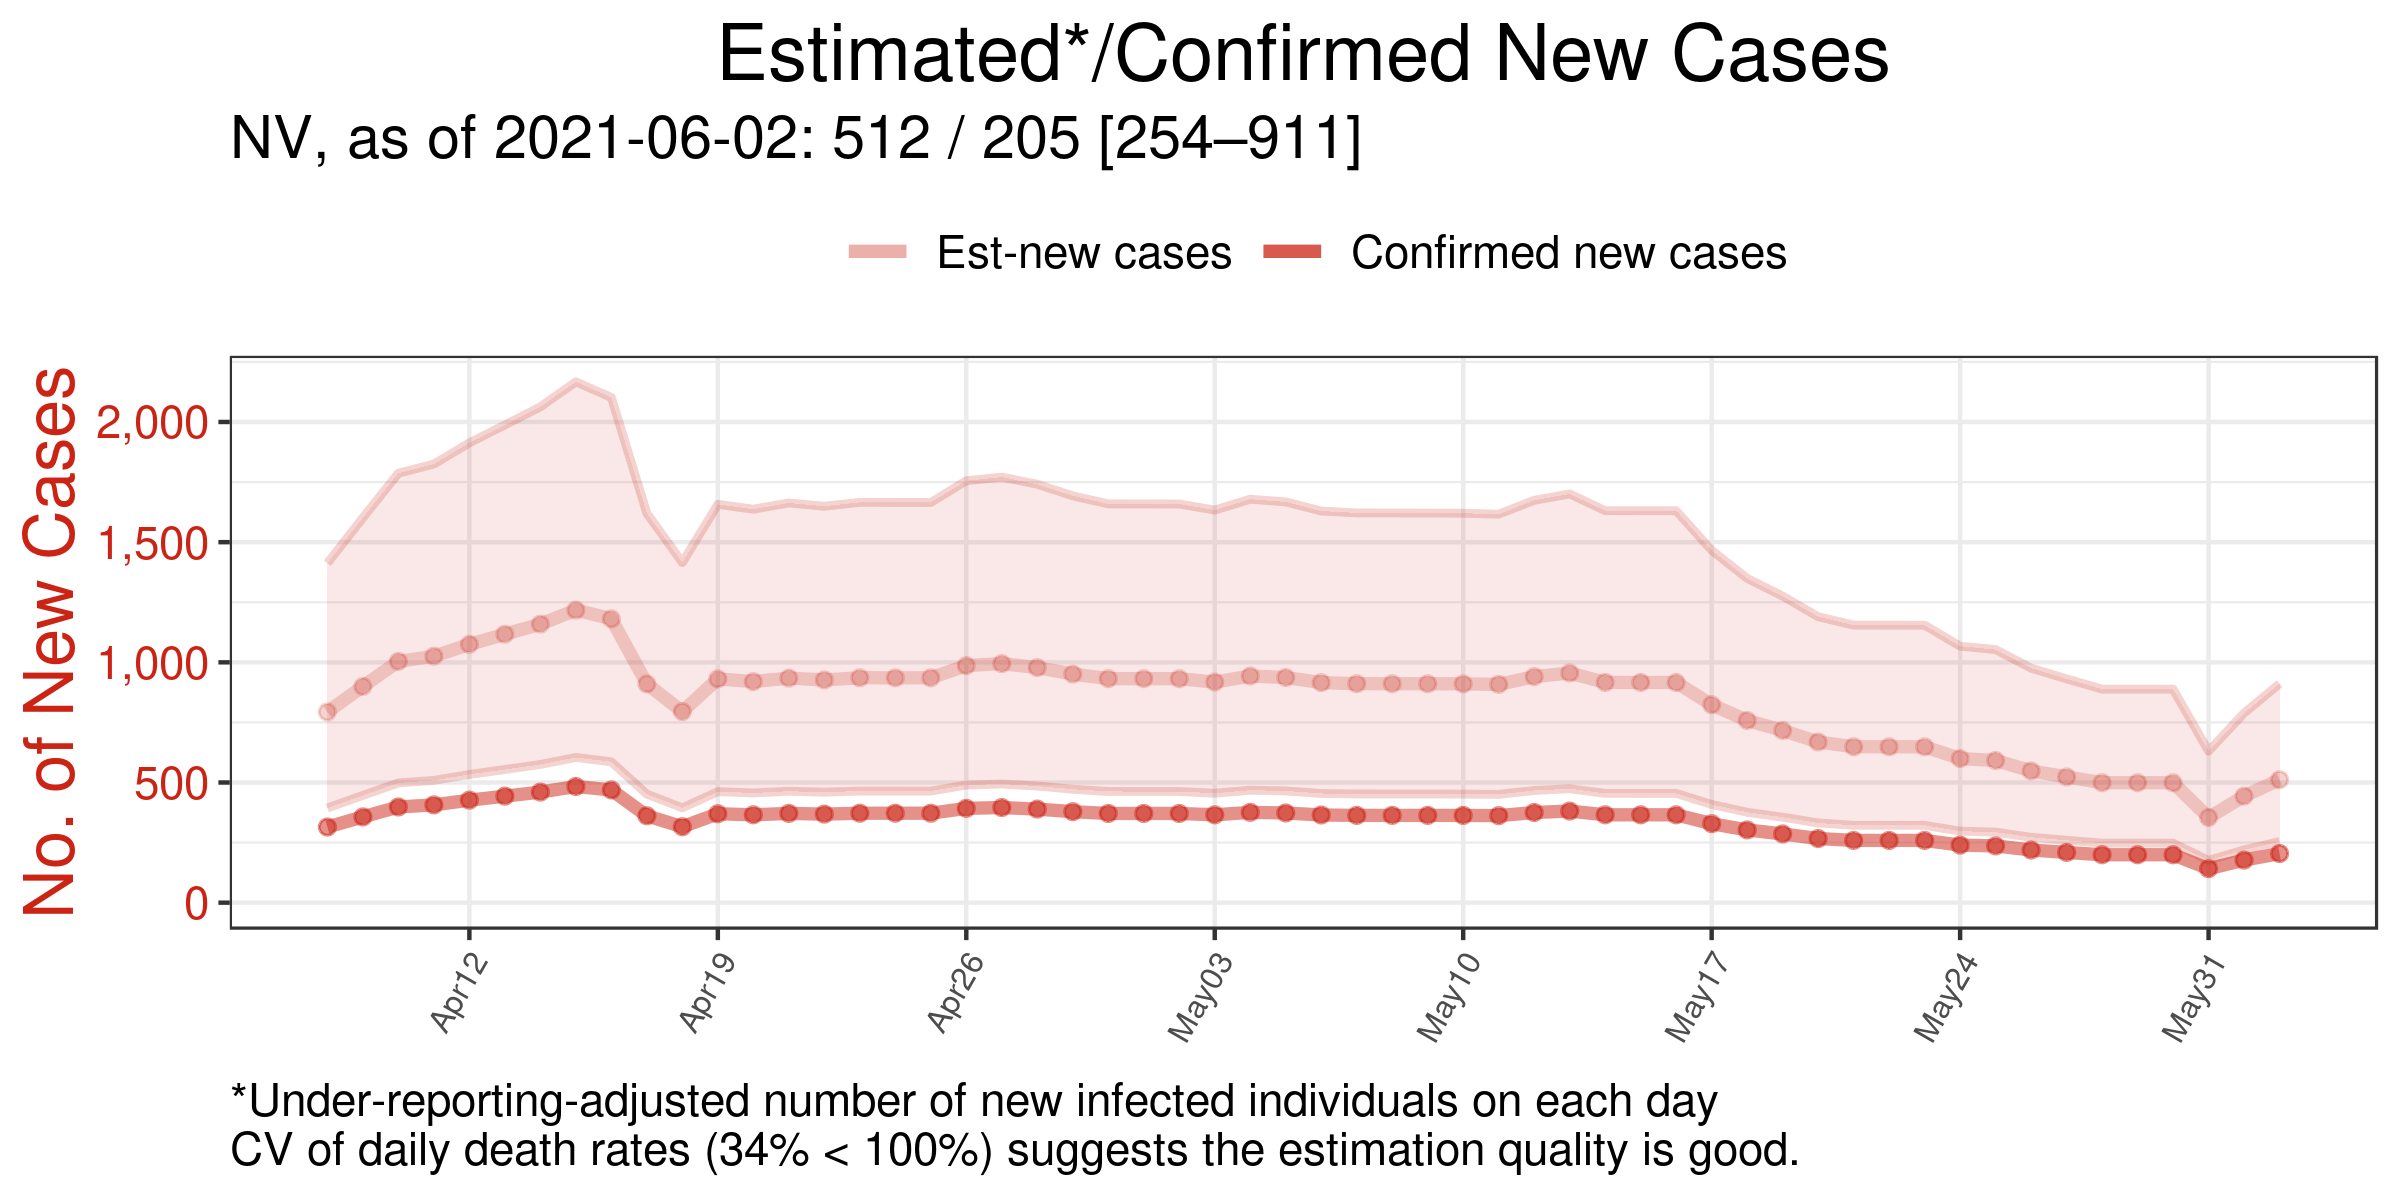 Estimated*/Confirmed New Cases
NV, as of 2021-06-02: 512 / 205 [254–911]
Est-new cases
Confirmed new cases
No. of New Cases
2,000
1,500
1,000
500
0
Apr12
Apr19
Apr26
May03
May10
May17
May24
May31
*Under-reporting-adjusted number of new infected individuals on each day
CV of daily death rates (34% < 100%) suggests the estimation quality is good.